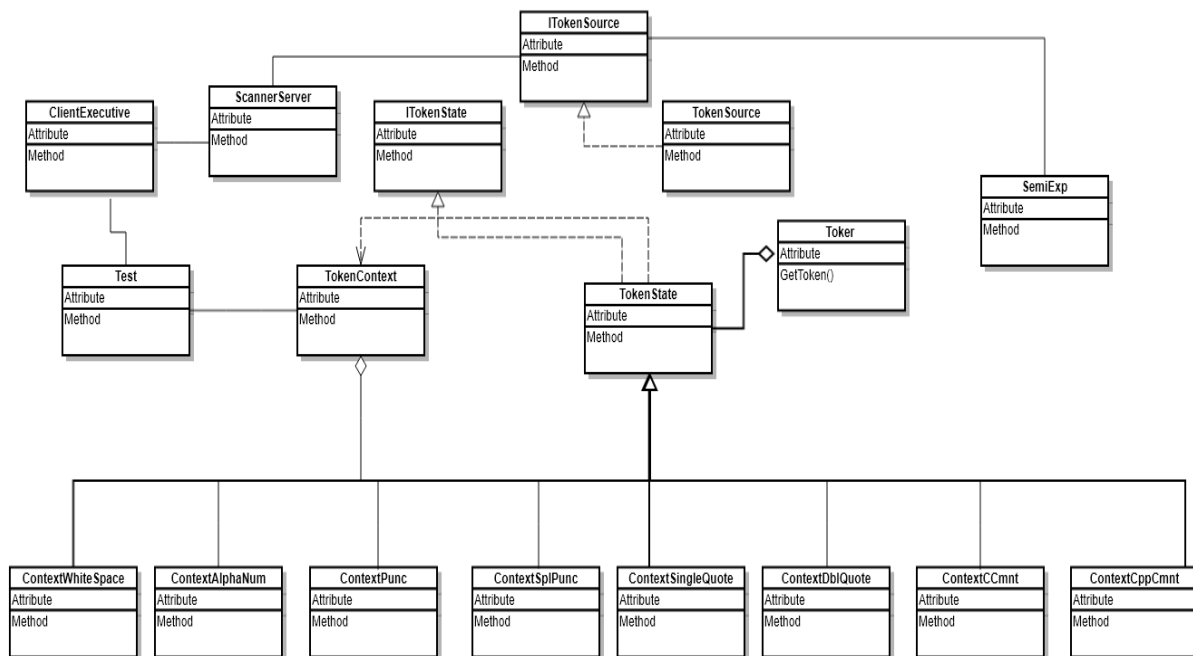 ITokenSource
Attribute
Method
ScannerServer
Attribute
Method
ClientExecutive
Attribute
Method
ITokenState
Attribute
Method
TokenSource
Attribute
Method
SemiExp
Attribute
Method
Toker
Attribute
GetToken()
Test
Attribute
Method
TokenContext
Attribute
Method
TokenState
Attribute
Method
ContextWhiteSpace
Attribute
Method
ContextAlphaNum
Attribute
Method
ContextPunc
Attribute
Method
ContextSplPunc
Attribute
Method
ContextSingleQuote
Attribute
Method
ContextDblQuote
Attribute
Method
ContextCCmnt
Attribute
Method
ContextCppCmnt
Attribute
Method